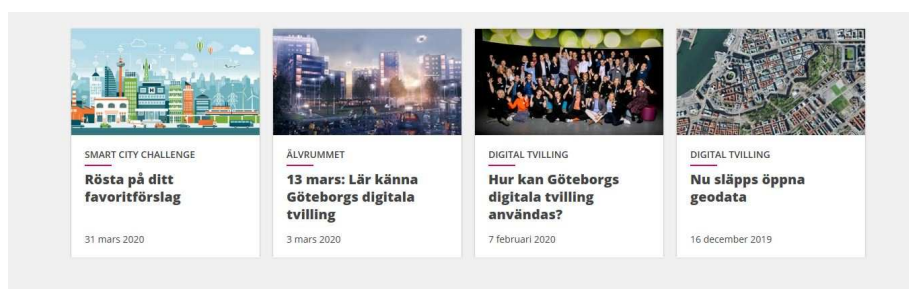 SMART CITY CHALLENGE
Rösta på ditt
favoritförslag
31 mars 2020
ÄLVRUMMET
13 mars: Lär känna
Göteborgs digitala
tvilling
3 mars 2020
DIGITAL TVILLING
Hur kan Göteborgs
digitala tvilling
användas?
7 februari 2020
DIGITAL TVILLING
Nu släpps öppna
geodata
16 december 2019